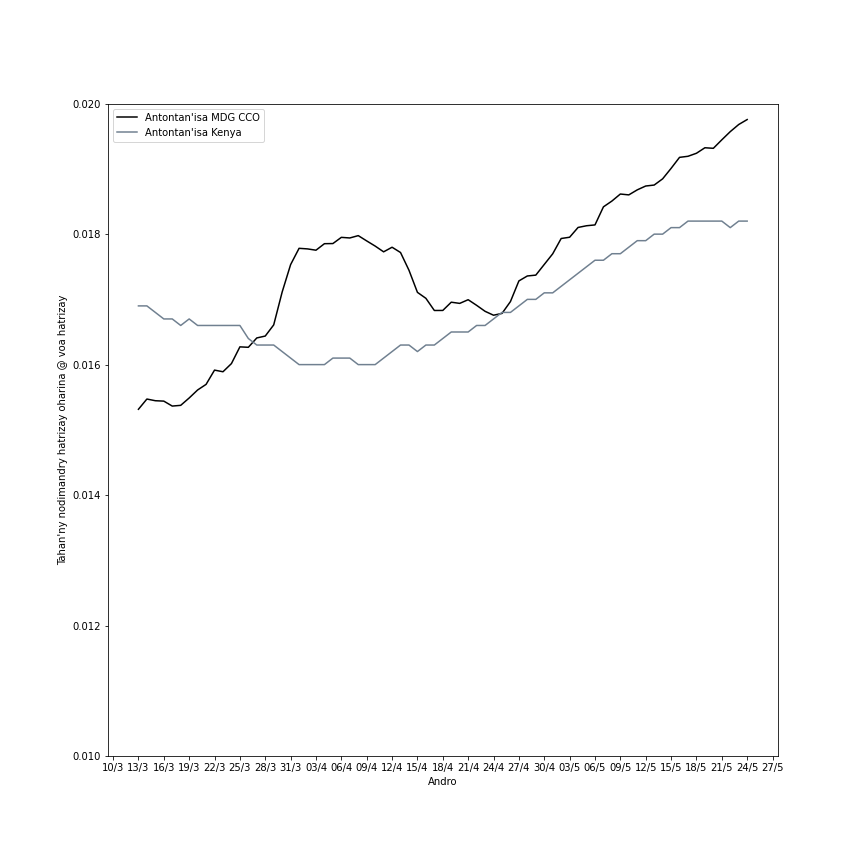 Antontan'isa MDG CCO
Antontan'isa Kenya
0.020
0.018
0.016
0.014
0.012
0.010
Tahan'ny nodimandry hatrizay oharina @ voa hatrizay
10/3 13/3 16/3 19/3 22/3 25/3 28/3 31/3 03/4 06/4 09/4 12/4 15/4 18/4 21/4 24/4 27/4 30/4 03/5 06/5 09/5 12/5 15/5 18/5 21/5 24/5 27/5
Andro